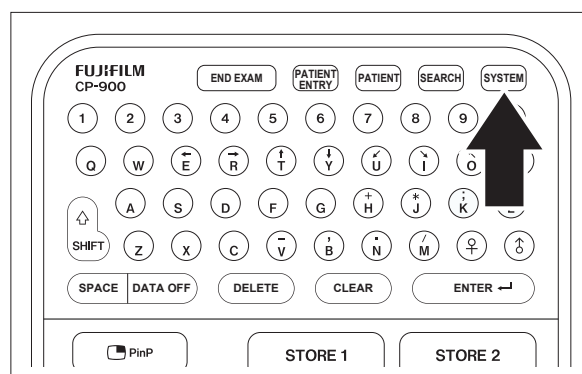 FUJIFILM
CP-900
END EXAM PATIENT ENTRY PATIENT SEARCH SYSTEM
1 2 3 4 5 6 7 8 9
Q W ← E → R ↑ T ↓ Y ↙ U ↘ I O
A S D F G + H * J ; K
SHIFT Z X C – V , B . N / M ♀ ♂
SPACE DATA OFF DELETE CLEAR ENTER ↵
PinP STORE 1 STORE 2